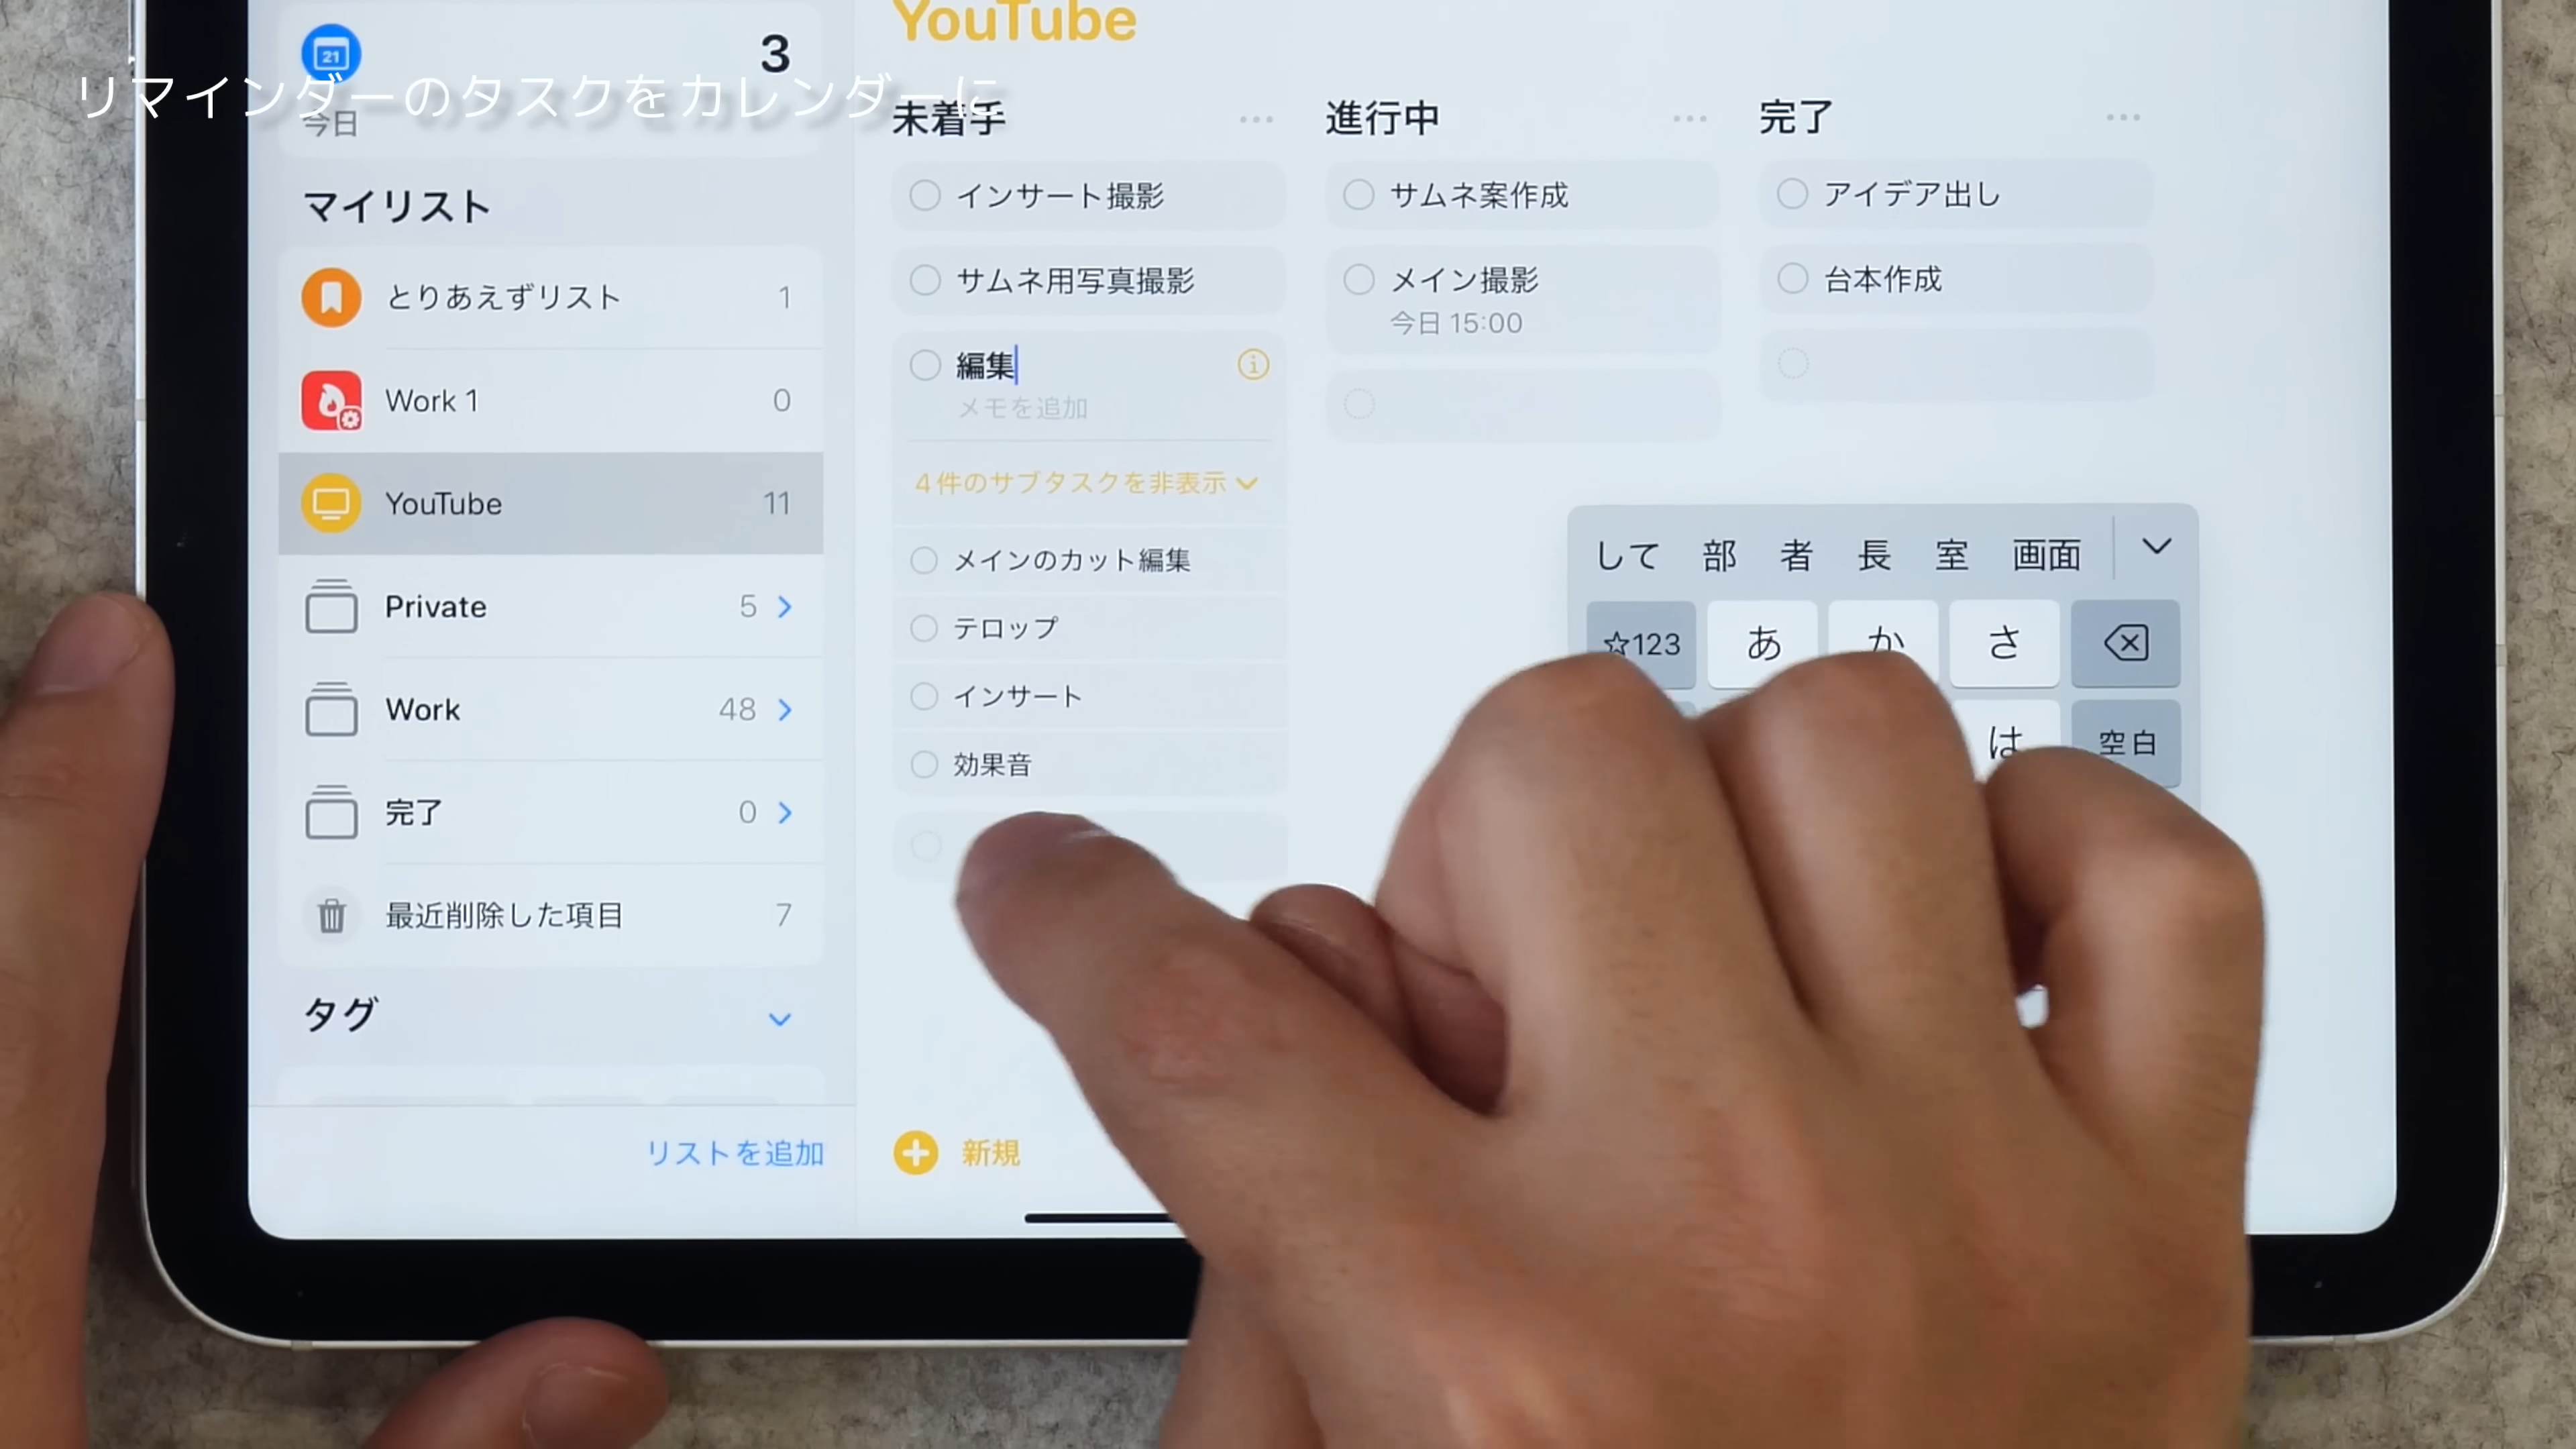 リマインダーのタスクをカレンダーに
21
3
今日
マイリスト
とりあえずリスト 1
Work 1 0
YouTube 11
Private 5
Work 48
完了 0
最近削除した項目 7
タグ
リストを追加
YouTube
未着手
インサート撮影
サムネ用写真撮影
編集
メモを追加
4件のサブタスクを非表示
メインのカット編集
テロップ
インサート
効果音
新規
進行中
サムネ案作成
メイン撮影
今日 15:00
完了
アイデア出し
台本作成
して 部 者 長 室 画面
☆123 あ か さ
は 空白